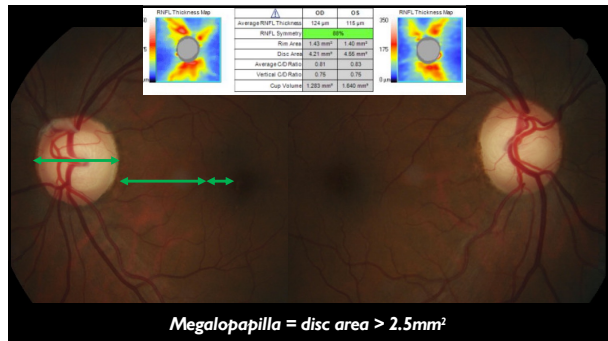 RNFL Thickness Map
OD OS
Average RNFL Thickness 124 µm 115 µm
RNFL Symmetry 88%
Rim Area 1.43 mm² 1.40 mm²
Disc Area 4.21 mm² 4.55 mm²
Average C/D Ratio 0.81 0.83
Vertical C/D Ratio 0.75 0.75
Cup Volume 1.283 mm³ 1.640 mm³
RNFL Thickness Map
350
175
0 µm
Megalopapilla = disc area > 2.5mm²